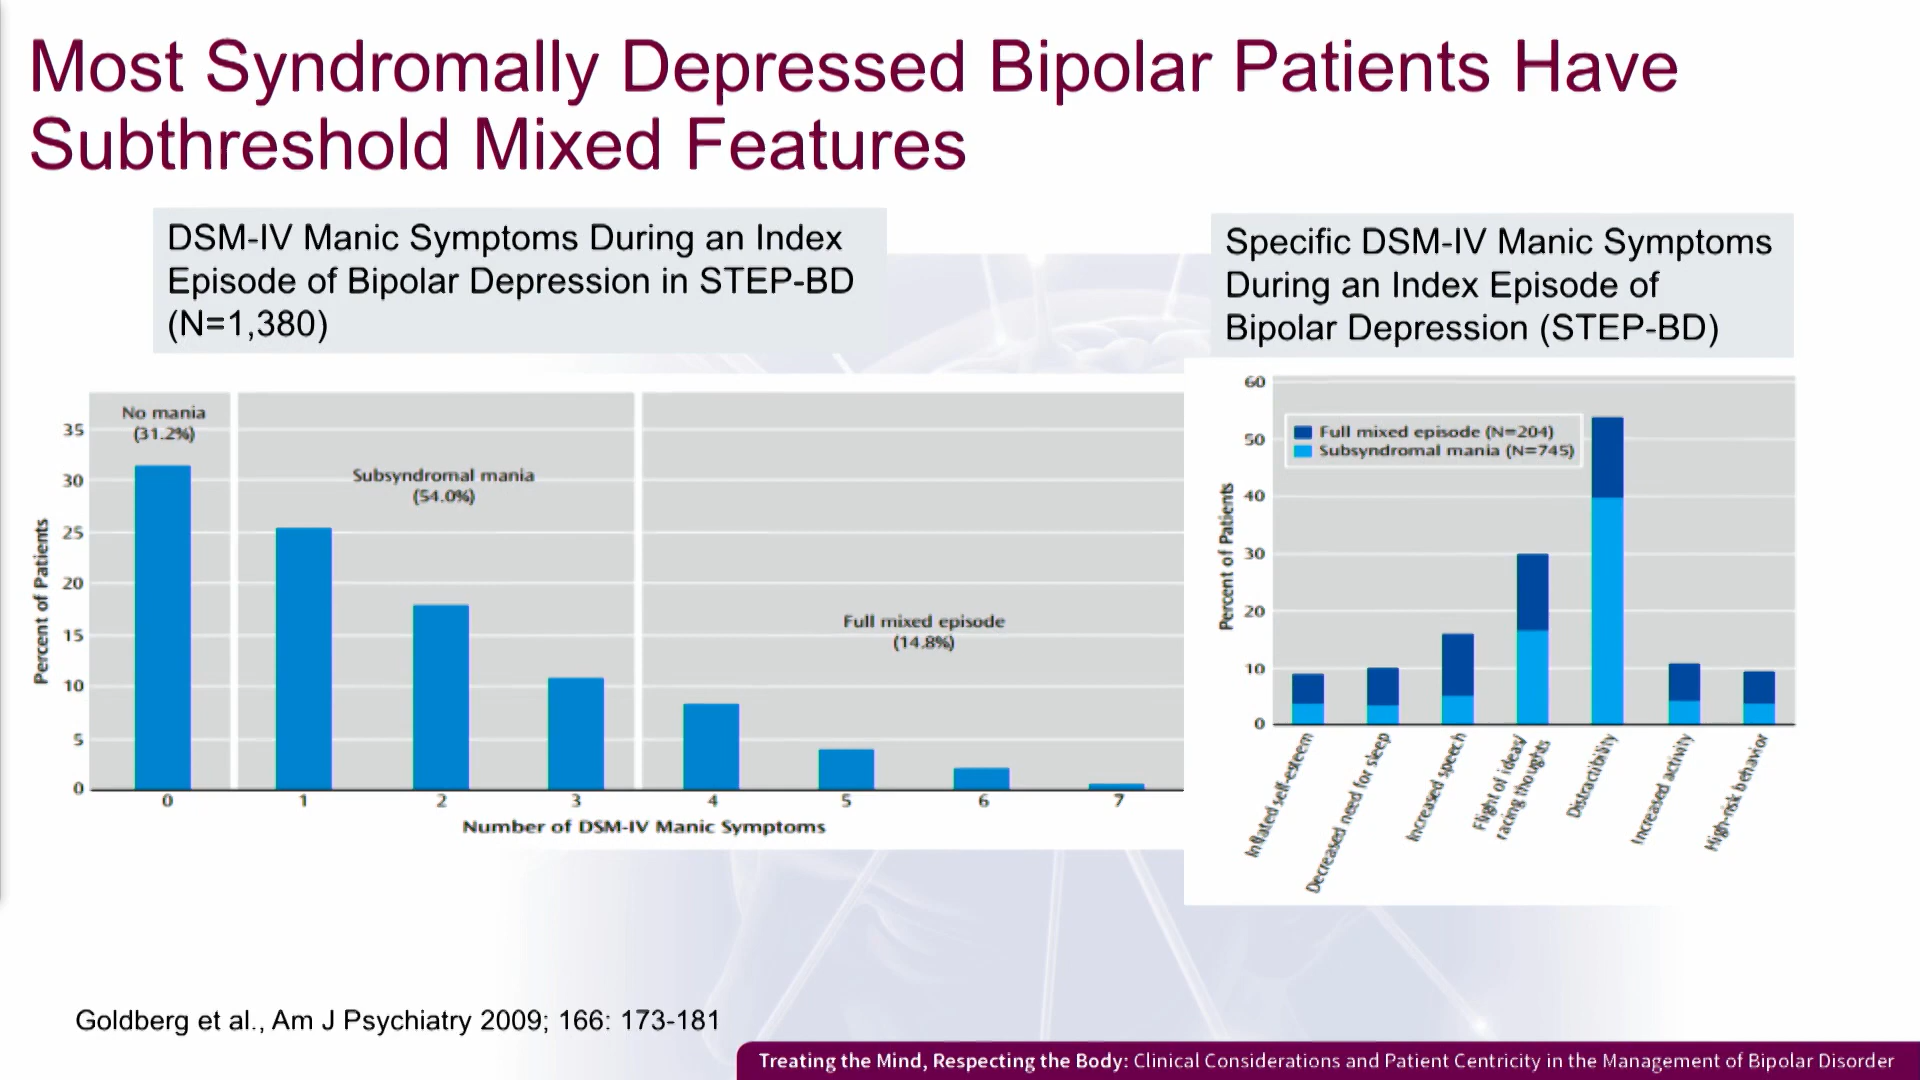 Most Syndromally Depressed Bipolar Patients Have
Subthreshold Mixed Features
DSM-IV Manic Symptoms During an Index
Episode of Bipolar Depression in STEP-BD
(N=1,380)
No mania
(31.2%)
Subsyndromal mania
(54.0%)
Full mixed episode
(14.8%)
Percent of Patients
35
30
25
20
15
10
5
0
0 1 2 3 4 5 6 7
Number of DSM-IV Manic Symptoms
Specific DSM-IV Manic Symptoms
During an Index Episode of
Bipolar Depression (STEP-BD)
Full mixed episode (N=204)
Subsyndromal mania (N=745)
Percent of Patients
60
50
40
30
20
10
0
Inflated self-esteem
Decreased need for sleep
Increased speech
Flight of ideas/
racing thoughts
Distractibility
Increased activity
High-risk behavior
Goldberg et al., Am J Psychiatry 2009; 166: 173-181
Treating the Mind, Respecting the Body: Clinical Considerations and Patient Centricity in the Management of Bipolar Disorder